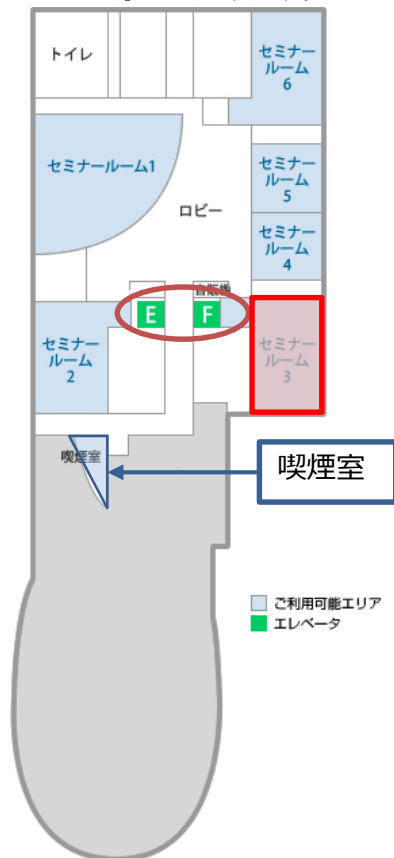 トイレ
セミナー
ルーム
6
セミナールーム1
セミナー
ルーム
5
ロビー
セミナー
ルーム
4
自販機
E
F
セミナー
ルーム
2
セミナー
ルーム
3
喫煙室
喫煙室
ご利用可能エリア
エレベータ